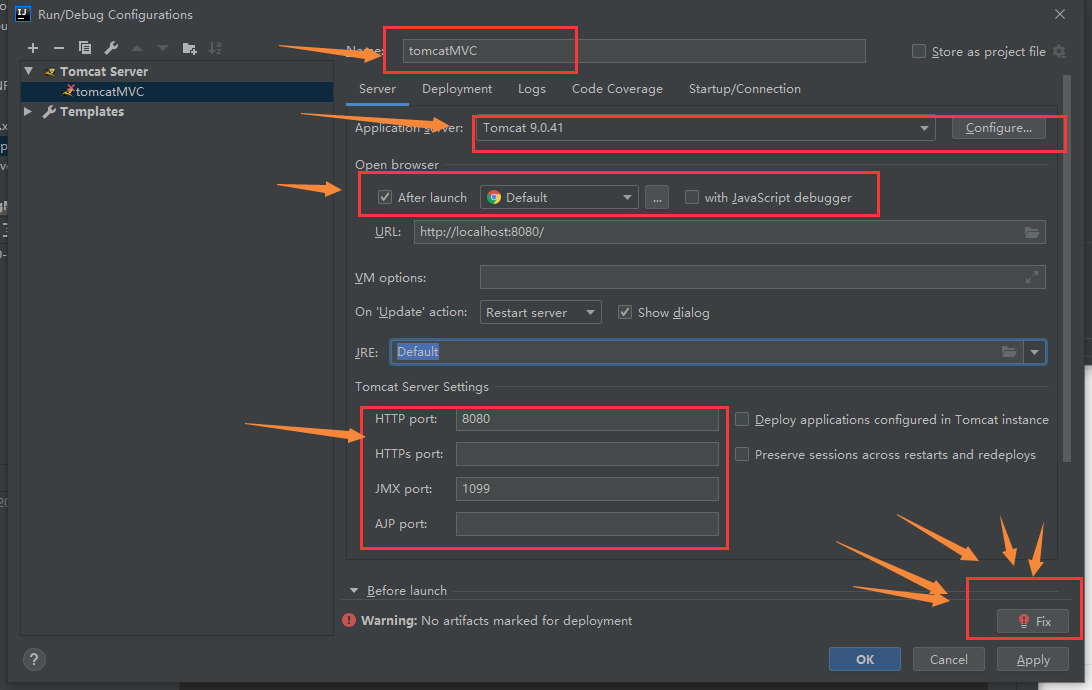 Run/Debug Configurations
Tomcat Server
tomcatMVC
Templates
Name: tomcatMVC
Store as project file
Server Deployment Logs Code Coverage Startup/Connection
Application server: Tomcat 9.0.41 Configure...
Open browser
After launch Default ... with JavaScript debugger
URL: http://localhost:8080/
VM options:
On 'Update' action: Restart server Show dialog
JRE: Default
Tomcat Server Settings
HTTP port: 8080 Deploy applications configured in Tomcat instance
HTTPs port: Preserve sessions across restarts and redeploys
JMX port: 1099
AJP port:
Before launch
Warning: No artifacts marked for deployment
Fix
? OK Cancel Apply